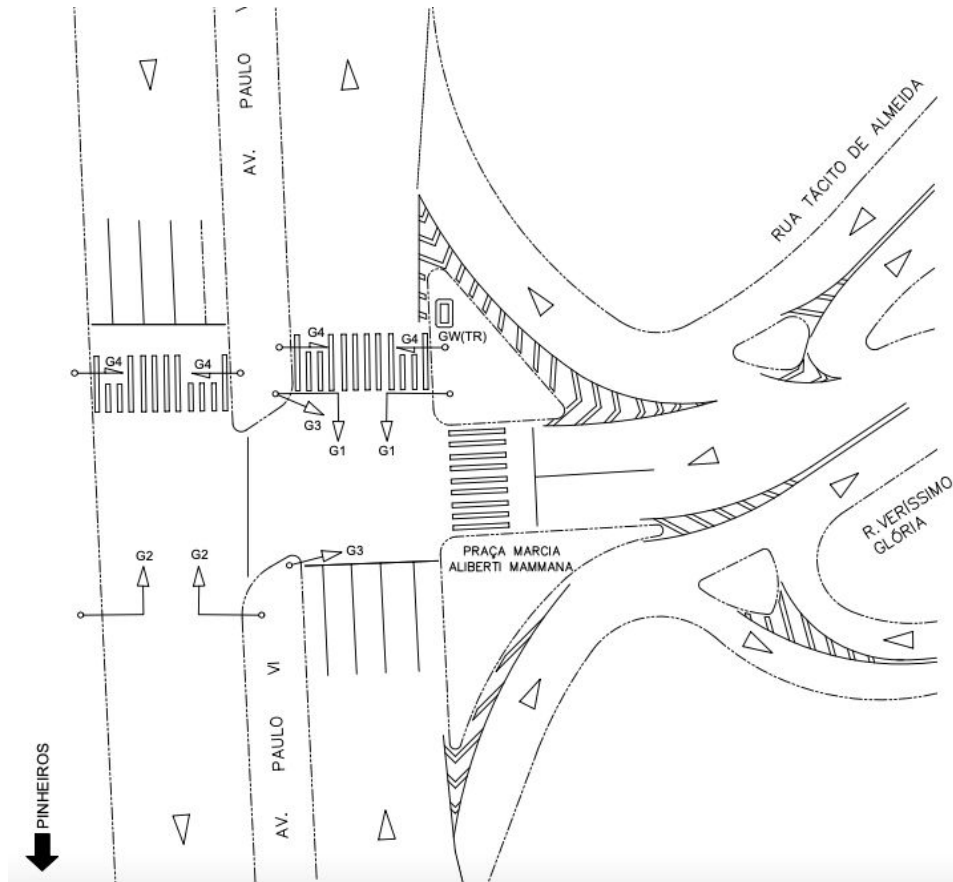 AV. PAULO
RUA TÁCITO DE ALMEIDA
G4
G4
GW(TR)
G4
G4
G3
G1
G1
G2
G2
G3
PRAÇA MARCIA
ALIBERTI MAMMANA
R. VERÍSSIMO
GLÓRIA
AV. PAULO VI
PINHEIROS